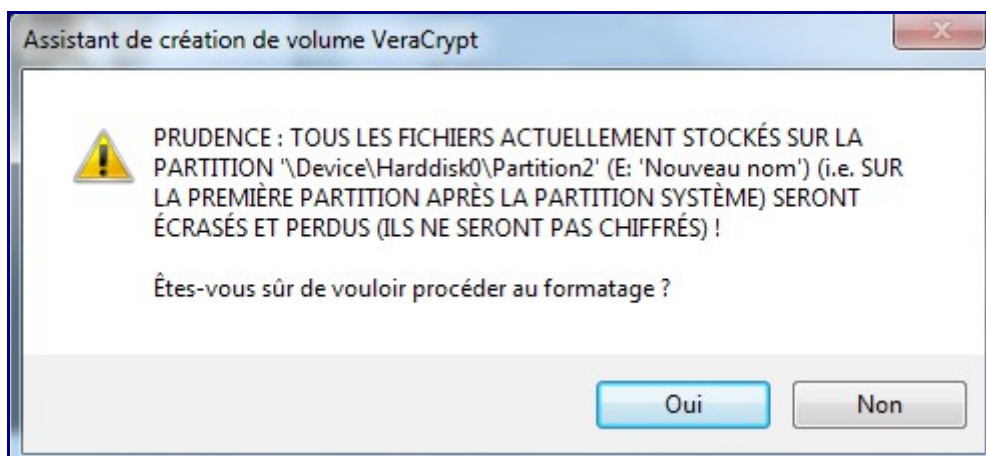 Assistant de création de volume VeraCrypt
PRUDENCE : TOUS LES FICHIERS ACTUELLEMENT STOCKÉS SUR LA
PARTITION '\Device\Harddisk0\Partition2' (E: 'Nouveau nom') (i.e. SUR
LA PREMIÈRE PARTITION APRÈS LA PARTITION SYSTÈME) SERONT
ÉCRASÉS ET PERDUS (ILS NE SERONT PAS CHIFFRÉS) !
Êtes-vous sûr de vouloir procéder au formatage ?
Oui
Non